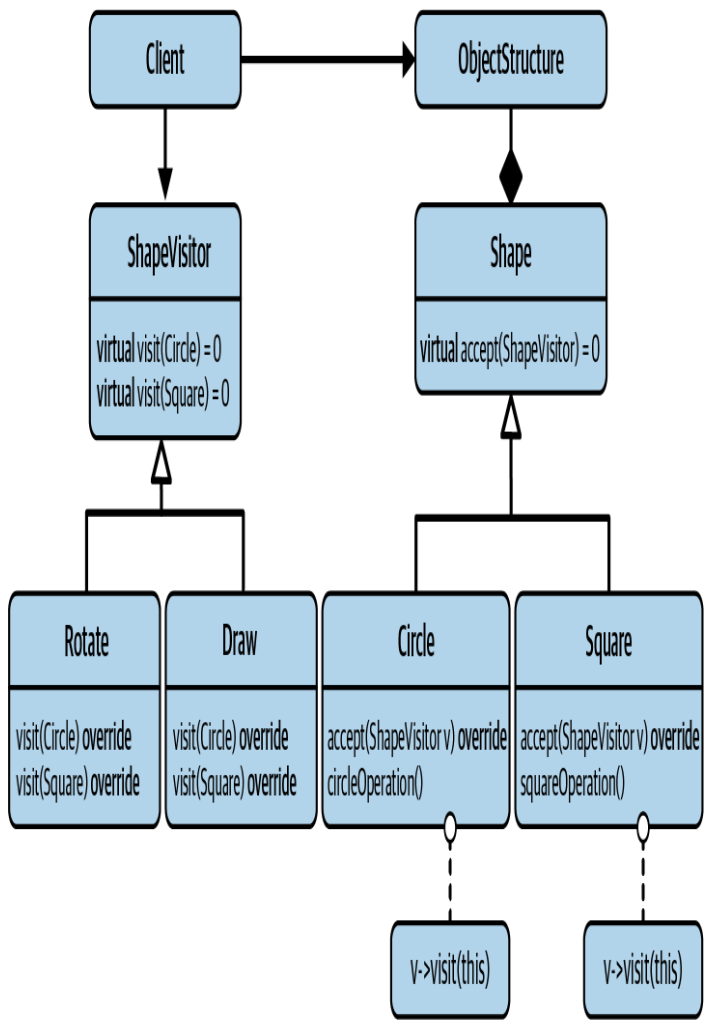 Client
ObjectStructure
ShapeVisitor
virtual visit(Circle) = 0
virtual visit(Square) = 0
Shape
virtual accept(ShapeVisitor) = 0
Rotate
visit(Circle) override
visit(Square) override
Draw
visit(Circle) override
visit(Square) override
Circle
accept(ShapeVisitor v) override
circleOperation()
Square
accept(ShapeVisitor v) override
squareOperation()
v->visit(this)
v->visit(this)